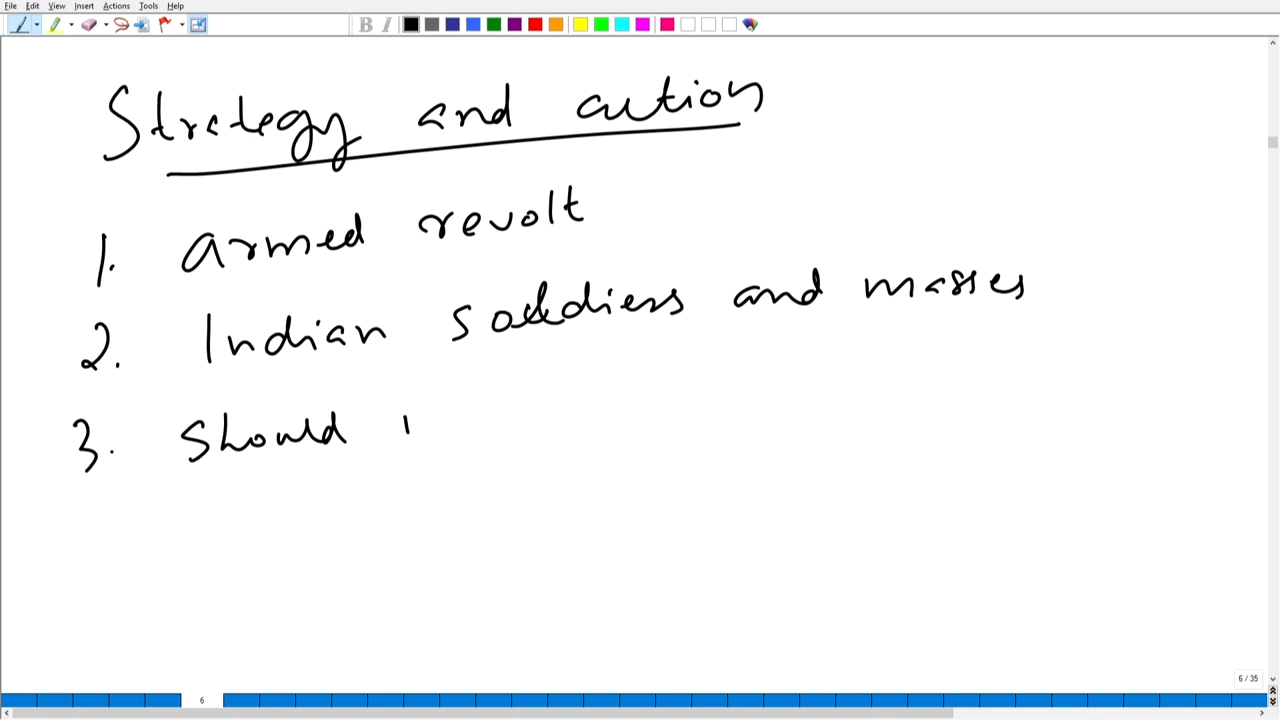 File Edit View Insert Actions Tools Help
B I
Strategy and action
1. armed revolt
2. Indian soldiers and masses
3. Should
6 / 35
6